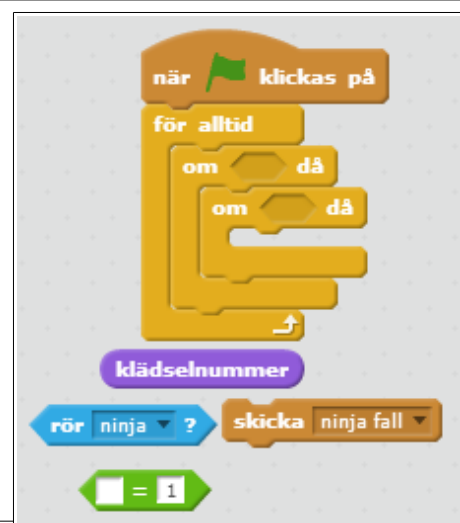 när klickas på
för alltid
om då
om då
klädselnummer
rör ninja ? skicka ninja fall
= 1